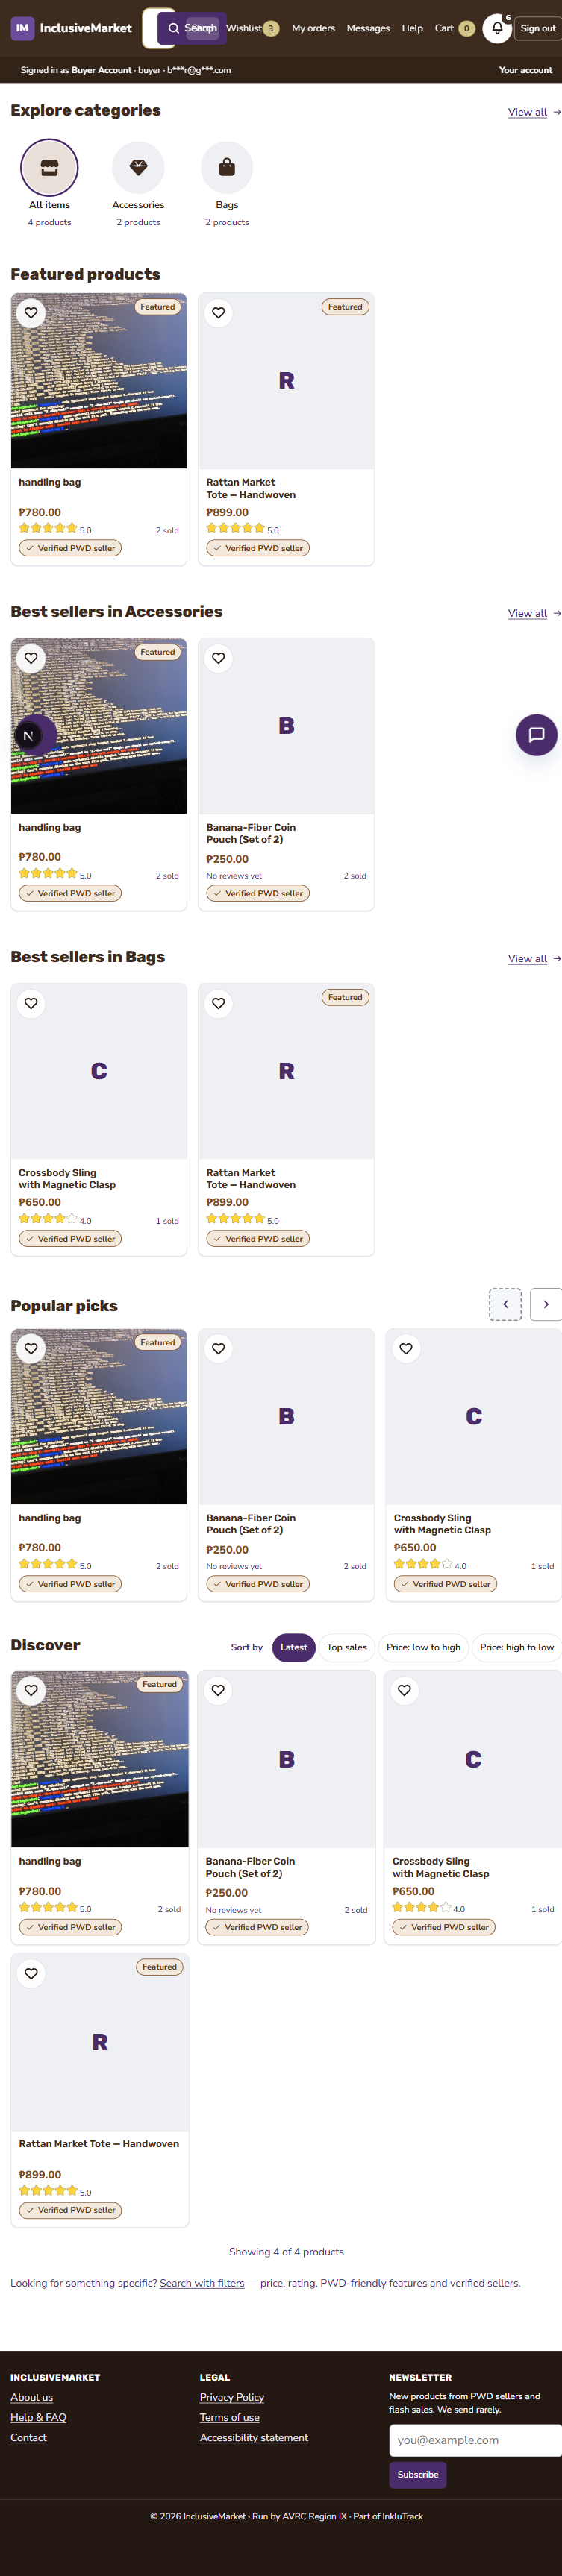 IM InclusiveMarket Search Shop Wishlist 3 My orders Messages Help Cart 0 6 Sign out
Signed in as Buyer Account · buyer · b***r@g***.com Your account
Explore categories View all →
All items Accessories Bags
4 products 2 products 2 products
Featured products
Featured Featured
R
handling bag Rattan Market
Tote — Handwoven
₱780.00 ₱899.00
5.0 2 sold 5.0
✓ Verified PWD seller ✓ Verified PWD seller
Best sellers in Accessories View all →
Featured
N B
handling bag Banana-Fiber Coin
Pouch (Set of 2)
₱780.00 ₱250.00
5.0 2 sold No reviews yet 2 sold
✓ Verified PWD seller ✓ Verified PWD seller
Best sellers in Bags View all →
Featured
C R
Crossbody Sling Rattan Market
with Magnetic Clasp Tote — Handwoven
₱650.00 ₱899.00
4.0 1 sold 5.0
✓ Verified PWD seller ✓ Verified PWD seller
Popular picks
Featured
B C
handling bag Banana-Fiber Coin Crossbody Sling
Pouch (Set of 2) with Magnetic Clasp
₱780.00 ₱250.00 ₱650.00
5.0 2 sold No reviews yet 2 sold 4.0 1 sold
✓ Verified PWD seller ✓ Verified PWD seller ✓ Verified PWD seller
Discover Sort by Latest Top sales Price: low to high Price: high to low
Featured
B C
handling bag Banana-Fiber Coin Crossbody Sling
Pouch (Set of 2) with Magnetic Clasp
₱780.00 ₱250.00 ₱650.00
5.0 2 sold No reviews yet 2 sold 4.0 1 sold
✓ Verified PWD seller ✓ Verified PWD seller ✓ Verified PWD seller
Featured
R
Rattan Market Tote — Handwoven
₱899.00
5.0
✓ Verified PWD seller
Showing 4 of 4 products
Looking for something specific? Search with filters — price, rating, PWD-friendly features and verified sellers.
INCLUSIVEMARKET LEGAL NEWSLETTER
About us Privacy Policy New products from PWD sellers and
flash sales. We send rarely.
Help & FAQ Terms of use
Contact Accessibility statement you@example.com
Subscribe
© 2026 InclusiveMarket · Run by AVRC Region IX · Part of InkluTrack